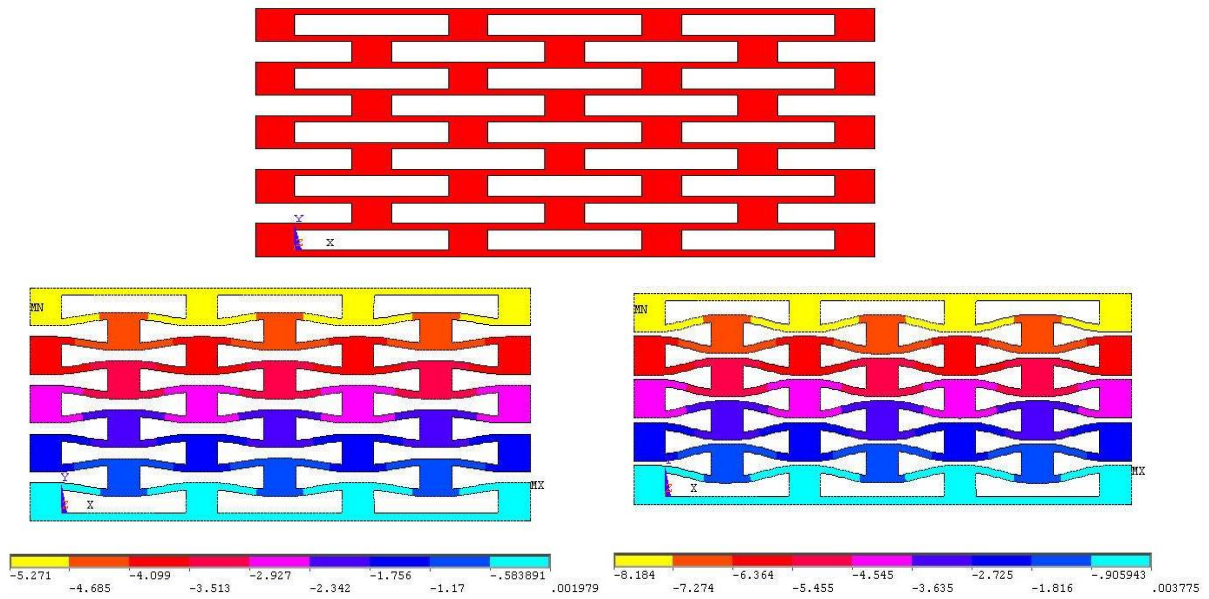 Y
Z X
MN
Y
MX
Z X
-5.271 -4.099 -2.927 -1.756 -.583891
-4.685 -3.513 -2.342 -1.17 .001979
MN
MX
Z X
-8.184 -6.364 -4.545 -2.725 -.905943
-7.274 -5.455 -3.635 -1.816 .003775